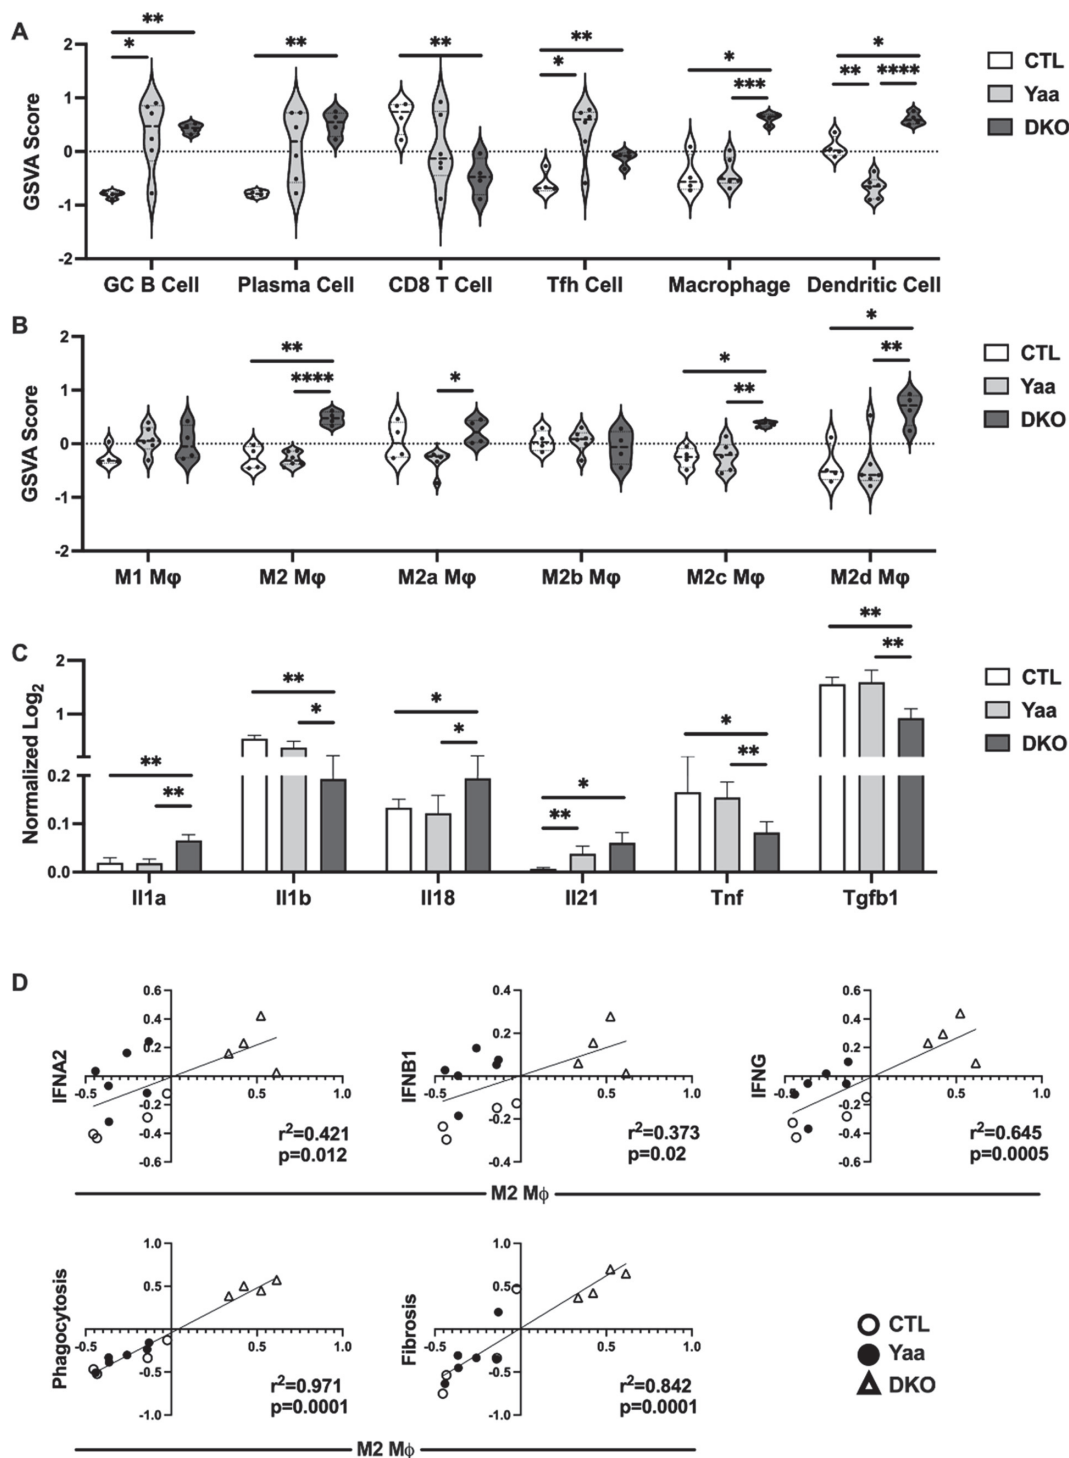 A
GSVA Score
2
1
0
-1
-2
** * ** ** * ** * *** ** * ****
GC B Cell Plasma Cell CD8 T Cell Tfh Cell Macrophage Dendritic Cell
CTL
Yaa
DKO
B
GSVA Score
2
1
0
-1
-2
** **** * * ** * **
M1 Mφ M2 Mφ M2a Mφ M2b Mφ M2c Mφ M2d Mφ
CTL
Yaa
DKO
C
Normalized Log2
2
1
0.2
0.1
0.0
** ** ** * * * * ** * ** ** **
Il1a Il1b Il18 Il21 Tnf Tgfb1
CTL
Yaa
DKO
D
IFNA2
0.6
0.4
0.2
-0.5 0.5 1.0
-0.2
-0.4
-0.6
r2=0.421
p=0.012
IFNB1
0.4
0.2
-0.5 0.5 1.0
-0.2
-0.4
r2=0.373
p=0.02
IFNG
0.6
0.4
0.2
-0.5 0.5 1.0
-0.2
-0.4
-0.6
r2=0.645
p=0.0005
M2 Mϕ
Phagocytosis
1.0
0.5
-0.5 0.5 1.0
-0.5
-1.0
r2=0.971
p=0.0001
Fibrosis
1.0
0.5
-0.5 0.5 1.0
-0.5
-1.0
r2=0.842
p=0.0001
M2 Mϕ
CTL
Yaa
DKO